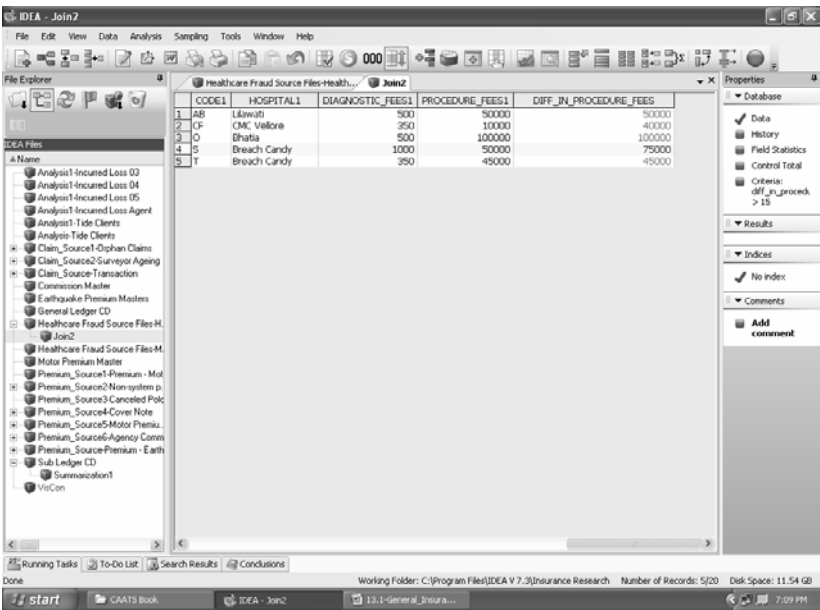 IDEA - Join2
File Edit View Data Analysis Sampling Tools Window Help
000
File Explorer
IDEA Files
Name
Analysis1-Incurred Loss 03
Analysis1-Incurred Loss 04
Analysis1-Incurred Loss 05
Analysis1-Incurred Loss Agent
Analysis1-Tide Clients
Analysis-Tide Clients
Claim_Source1-Orphan Claims
Claim_Source2-Surveyor Ageing
Claim_Source-Transaction
Commission Master
Earthquake Premium Masters
General Ledger CD
Healthcare Fraud Source Files-H.
Join2
Healthcare Fraud Source Files-M.
Motor Premium Master
Premium_Source1-Premium - Mot
Premium_Source2-Non-system p.
Premium_Source3-Canceled Polc
Premium_Source4-Cover Note
Premium_Source5-Motor Premiu..
Premium_Source6-Agency Comm
Premium_Source-Premium - Earth
Sub Ledger CD
Summarization1
VisCon
Healthcare Fraud Source Files-Health... Join2
CODE1 HOSPITAL1 DIAGNOSTIC_FEES1 PROCEDURE_FEES1 DIFF_IN_PROCEDURE_FEES
1 AB Lilawati 500 50000 50000
2 CF CMC Vellore 350 10000 40000
3 O Bhatia 500 100000 100000
4 S Breach Candy 1000 50000 75000
5 T Breach Candy 350 45000 45000
Properties
Database
Data
History
Field Statistics
Control Total
Criteria:
diff_in_procedu
> 15
Results
Indices
No index
Comments
Add
comment
Running Tasks To-Do List Search Results Conclusions
Done Working Folder: C:\Program Files\IDEA V 7.3\Insurance Research Number of Records: 5/20 Disk Space: 11.54 GB
start CAATS Book IDEA - Join2 13.1-General_Insura... 7:09 PM